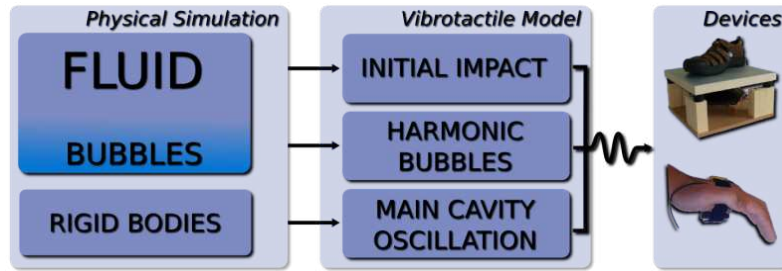 Physical Simulation
FLUID
BUBBLES
RIGID BODIES
Vibrotactile Model
INITIAL IMPACT
HARMONIC
BUBBLES
MAIN CAVITY
OSCILLATION
Devices